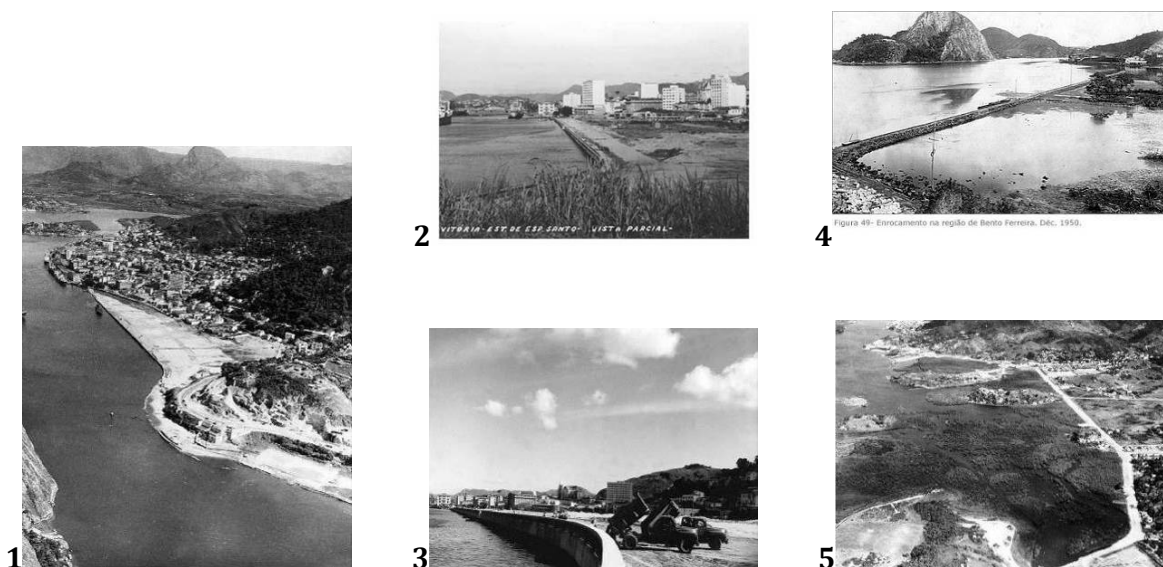 2
4
VITORIA - EST. DE ESP. SANTO - VISTA PARCIAL -
Figura 49- Enrocamento na região de Bento Ferreira. Déc. 1950.
1
3
5